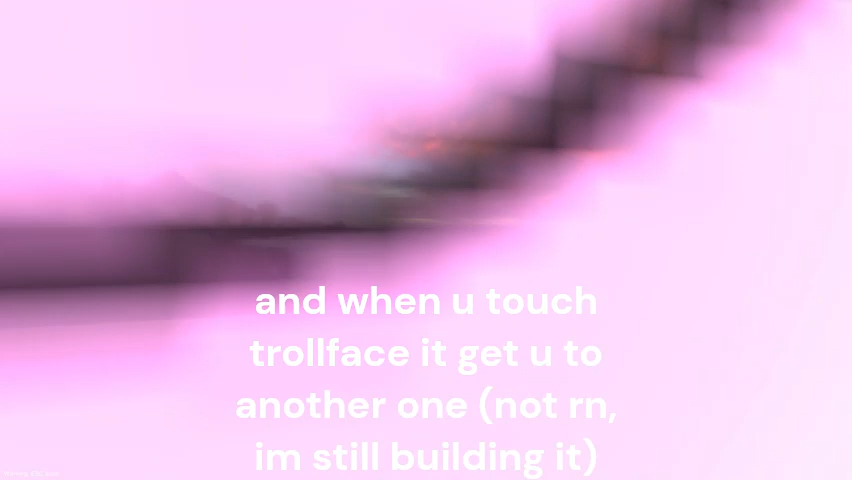 and when u touch
trollface it get u to
another one (not rn,
im still building it)